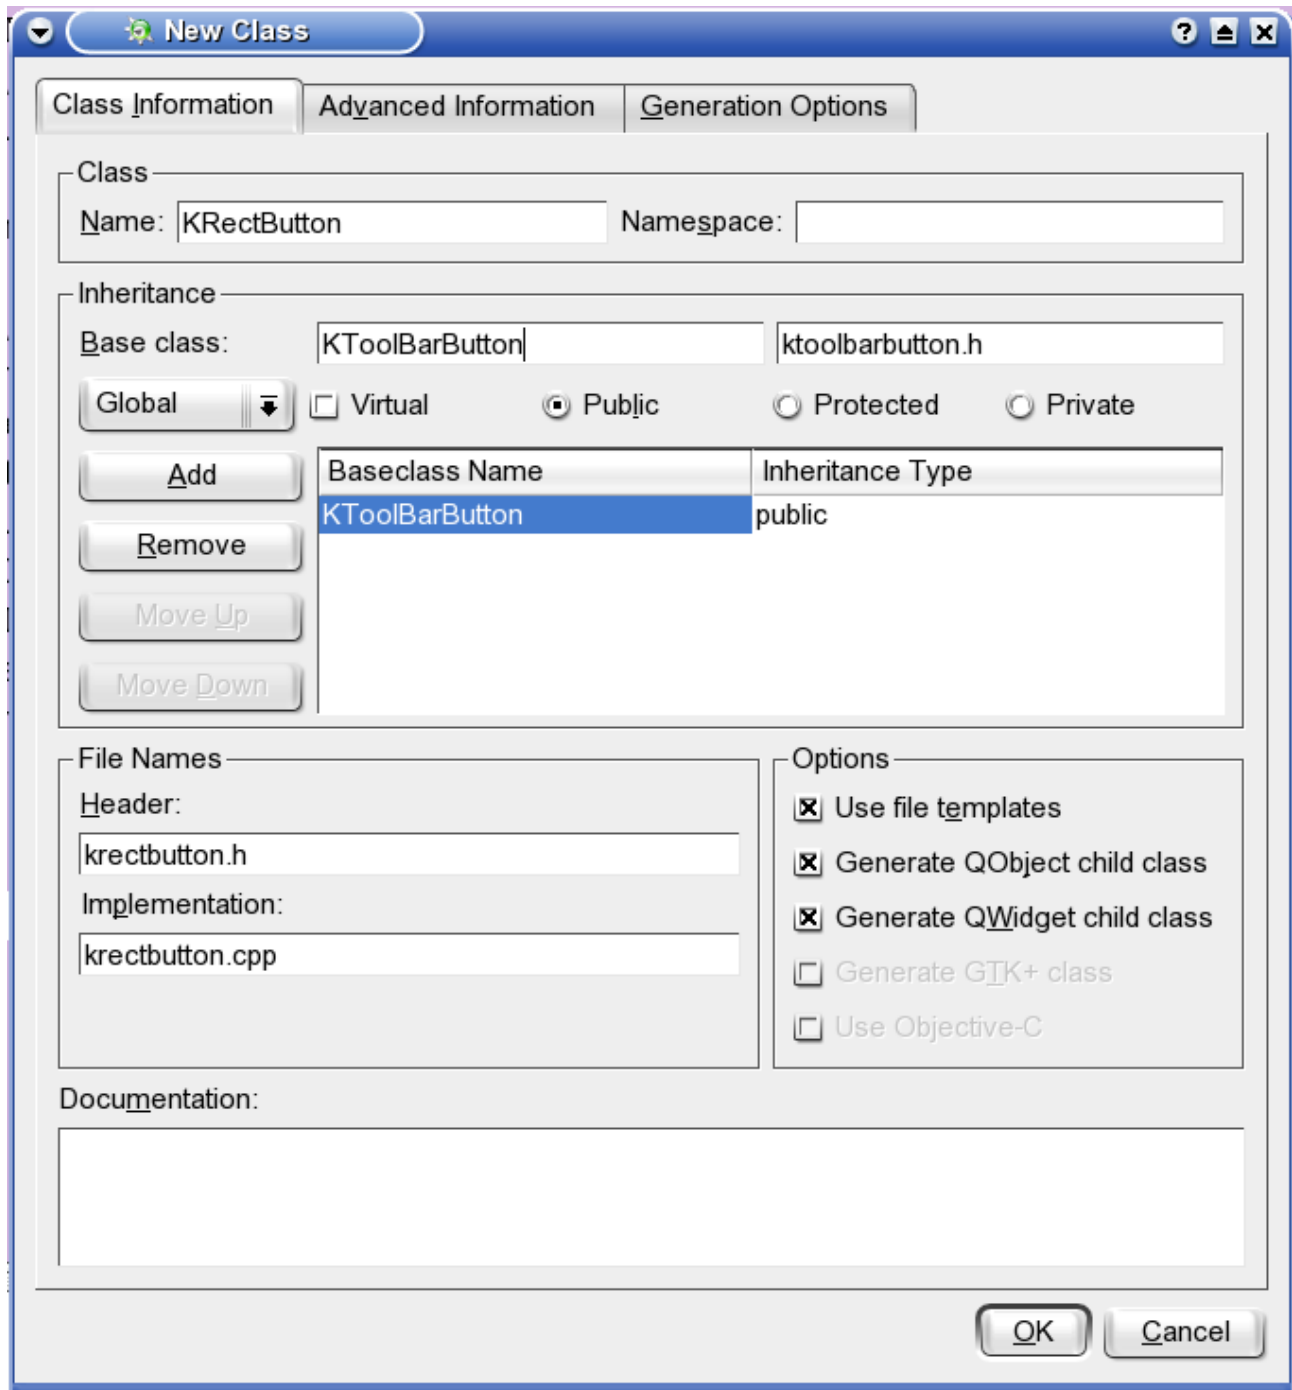 New Class
Class Information Advanced Information Generation Options
Class
Name: KRectButton Namespace:
Inheritance
Base class: KToolBarButton ktoolbarbutton.h
Global Virtual Public Protected Private
Add Baseclass Name Inheritance Type
KToolBarButton public
Remove
Move Up
Move Down
File Names
Header:
krectbutton.h
Implementation:
krectbutton.cpp
Options
Use file templates
Generate QObject child class
Generate QWidget child class
Generate GTK+ class
Use Objective-C
Documentation:
OK Cancel